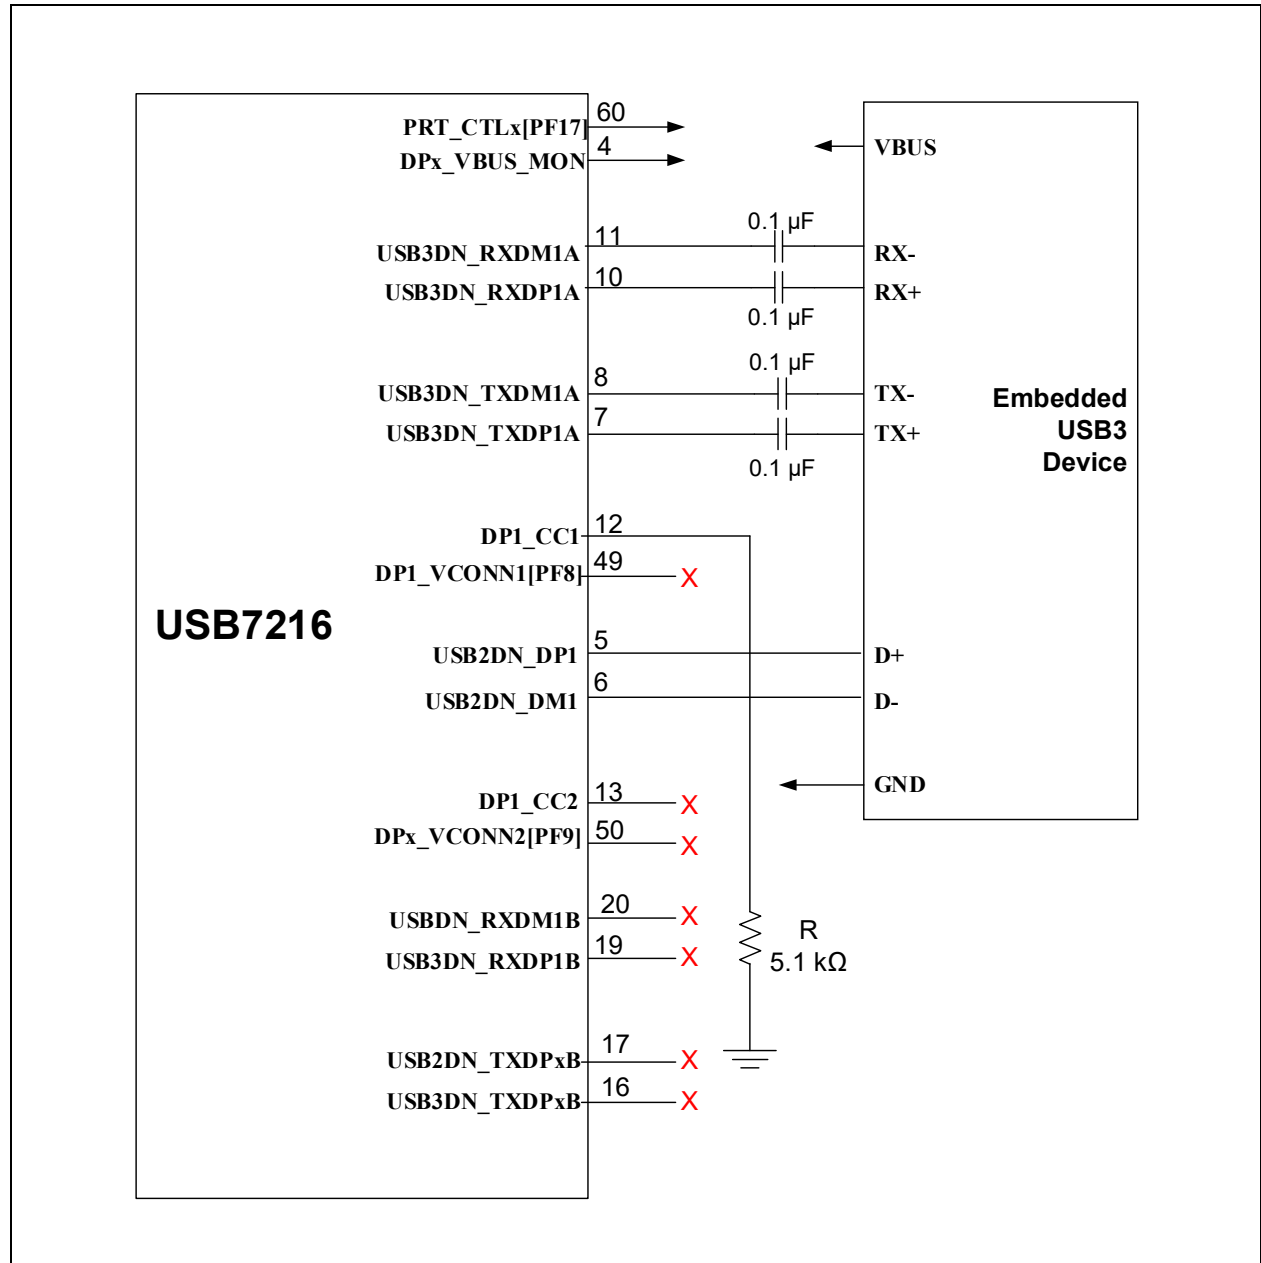 PRT_CTLx[PF17] 60
DPx_VBUS_MON 4
VBUS
0.1 µF
USB3DN_RXDM1A 11 RX-
USB3DN_RXDP1A 10 RX+
0.1 µF
0.1 µF
USB3DN_TXDM1A 8 TX-
USB3DN_TXDP1A 7 TX+
0.1 µF
Embedded
USB3
Device
DP1_CC1 12
DP1_VCONN1[PF8] 49 X
USB7216
USB2DN_DP1 5 D+
USB2DN_DM1 6 D-
GND
DP1_CC2 13 X
DPx_VCONN2[PF9] 50 X
USBDN_RXDM1B 20 X
USB3DN_RXDP1B 19 X
R
5.1 kΩ
USB2DN_TXDPxB 17 X
USB3DN_TXDPxB 16 X